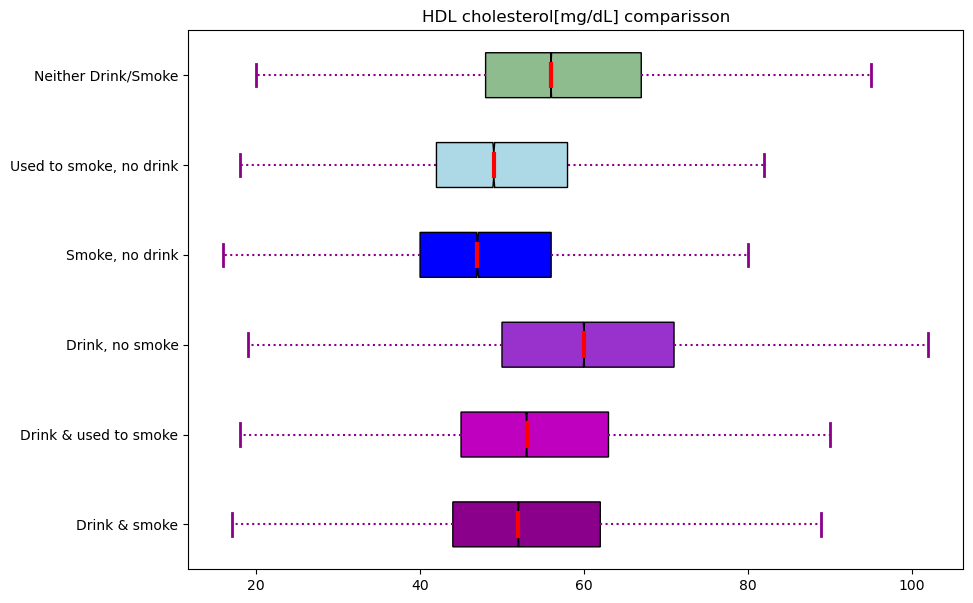 HDL cholesterol[mg/dL] comparisson
Neither Drink/Smoke
Used to smoke, no drink
Smoke, no drink
Drink, no smoke
Drink & used to smoke
Drink & smoke
20 40 60 80 100